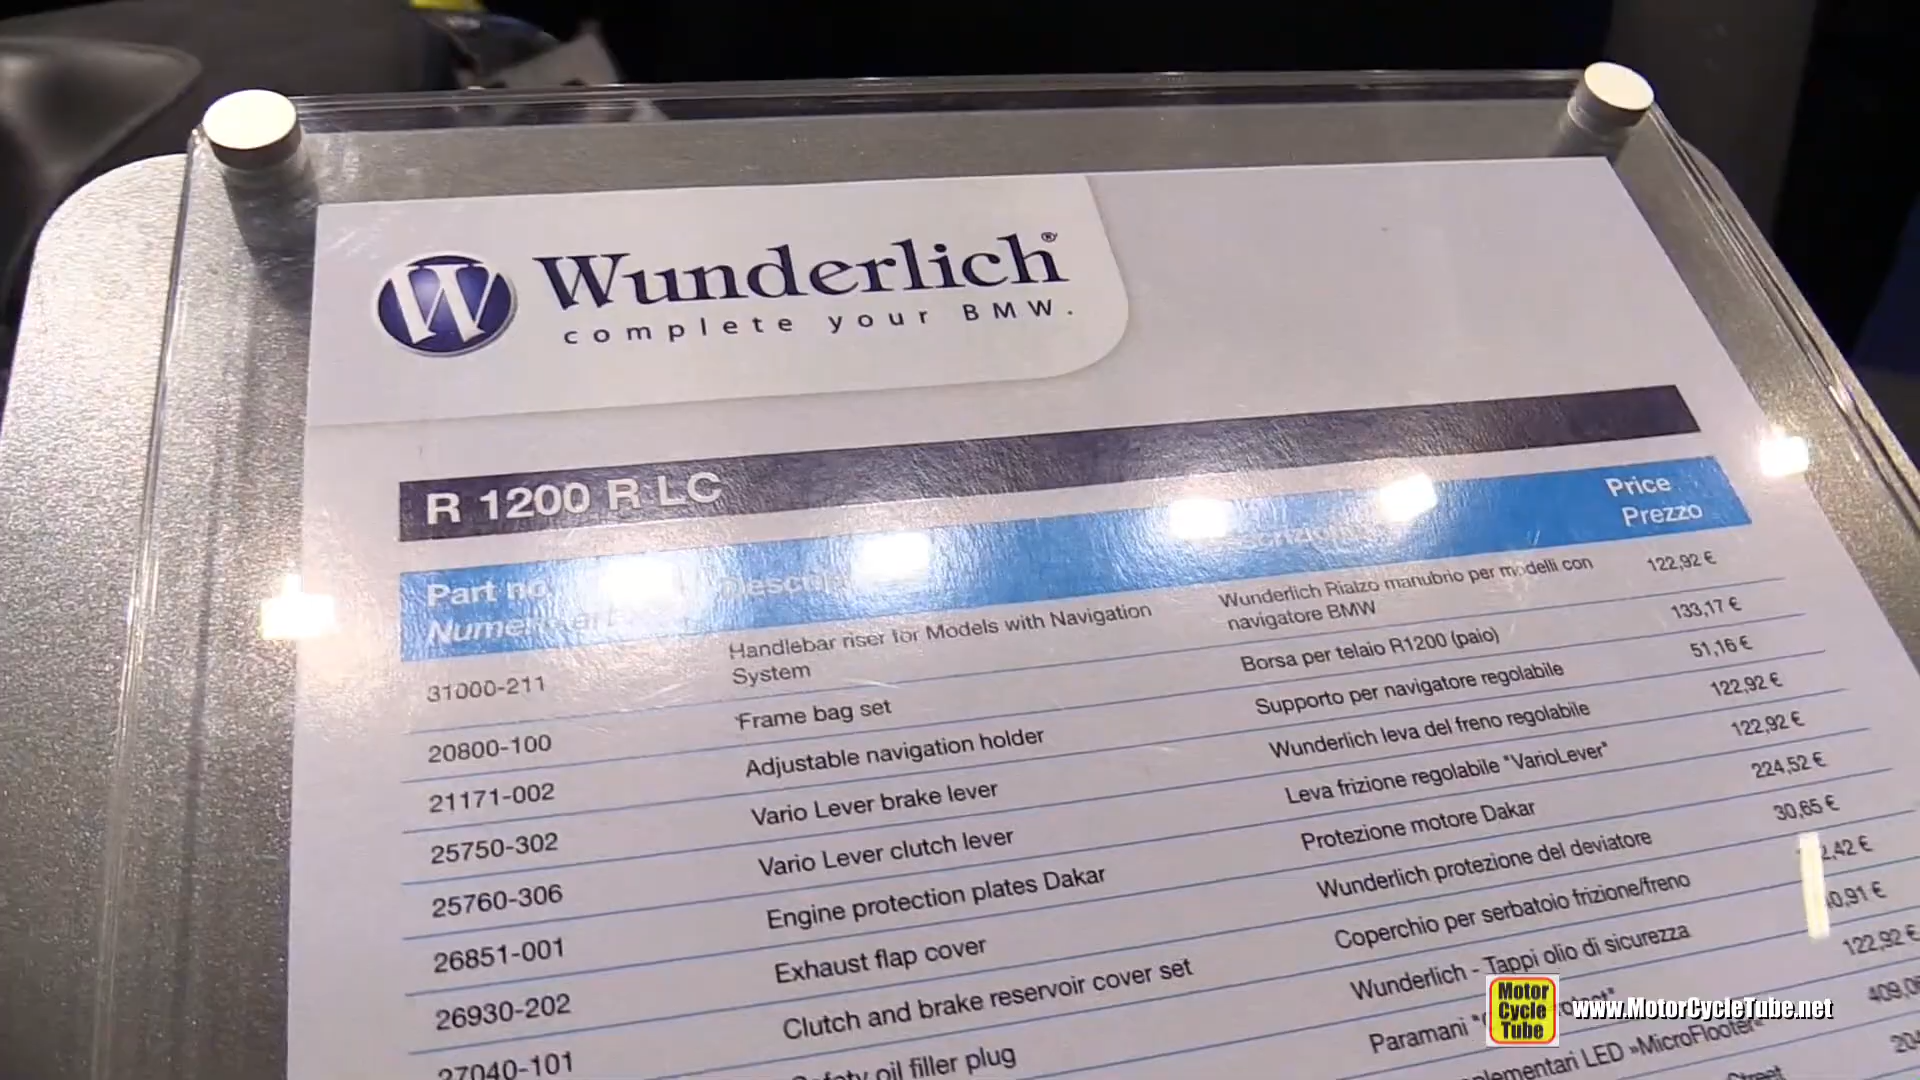 W Wunderlich®
complete your BMW.
R 1200 R LC
Part no. Price
Prezzo
31000-211 Handlebar riser for Models with Navigation System Wunderlich Rialzo manubrio per modelli con navigatore BMW 122,92 €
20800-100 Frame bag set Borsa per telaio R1200 (paio) 133,17 €
21171-002 Adjustable navigation holder Supporto per navigatore regolabile 51,16 €
25750-302 Vario Lever brake lever Wunderlich leva del freno regolabile 122,92 €
25760-306 Vario Lever clutch lever Leva frizione regolabile "VarioLever" 122,92 €
26851-001 Engine protection plates Dakar Protezione motore Dakar 224,52 €
26930-202 Exhaust flap cover Wunderlich protezione del deviatore 30,65 €
27040-101 Clutch and brake reservoir cover set Coperchio per serbatoio frizione/freno
oil filler plug Wunderlich - Tappi olio di sicurezza
Paramani 122,92 €
LED »MicroFlooter«
Street
Motor
Cycle
Tube
www.MotorCycleTube.net